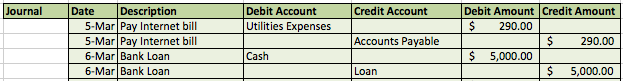 Journal Date Description Debit Account Credit Account Debit Amount Credit Amount
5-Mar Pay Internet bill Utilities Expenses $ 290.00
5-Mar Pay Internet bill Accounts Payable $ 290.00
6-Mar Bank Loan Cash $ 5,000.00
6-Mar Bank Loan Loan $ 5,000.00